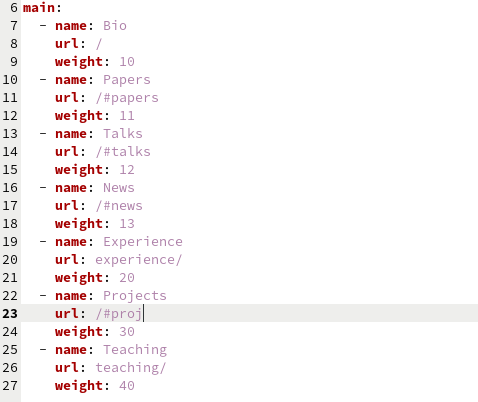 6 main:
7 - name: Bio
8 url: /
9 weight: 10
10 - name: Papers
11 url: /#papers
12 weight: 11
13 - name: Talks
14 url: /#talks
15 weight: 12
16 - name: News
17 url: /#news
18 weight: 13
19 - name: Experience
20 url: experience/
21 weight: 20
22 - name: Projects
23 url: /#proj
24 weight: 30
25 - name: Teaching
26 url: teaching/
27 weight: 40